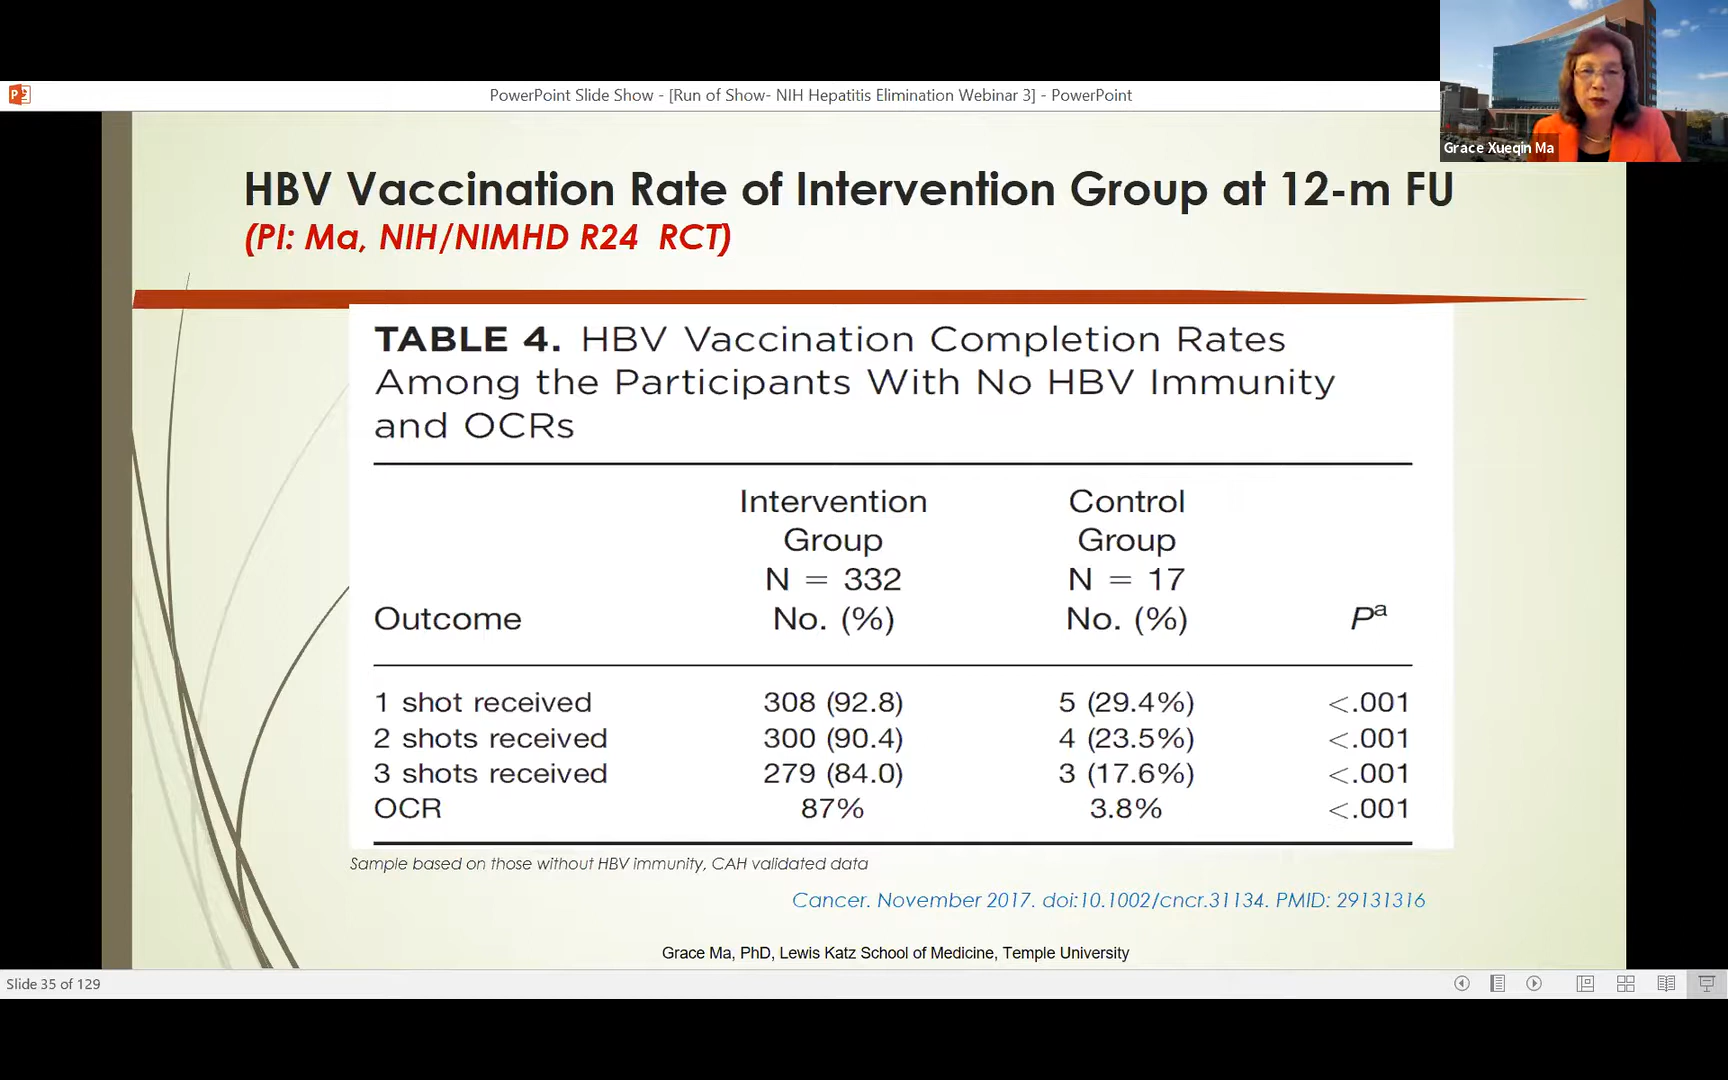 PowerPoint Slide Show - [Run of Show- NIH Hepatitis Elimination Webinar 3] - PowerPoint
Grace Xueqin Ma
HBV Vaccination Rate of Intervention Group at 12-m FU
(PI: Ma, NIH/NIMHD R24 RCT)
TABLE 4. HBV Vaccination Completion Rates
Among the Participants With No HBV Immunity
and OCRs
Intervention Control
Group Group
N = 332 N = 17
Outcome No. (%) No. (%) Pa
1 shot received 308 (92.8) 5 (29.4%) <.001
2 shots received 300 (90.4) 4 (23.5%) <.001
3 shots received 279 (84.0) 3 (17.6%) <.001
OCR 87% 3.8% <.001
Sample based on those without HBV immunity, CAH validated data
Cancer. November 2017. doi:10.1002/cncr.31134. PMID: 29131316
Grace Ma, PhD, Lewis Katz School of Medicine, Temple University
Slide 35 of 129